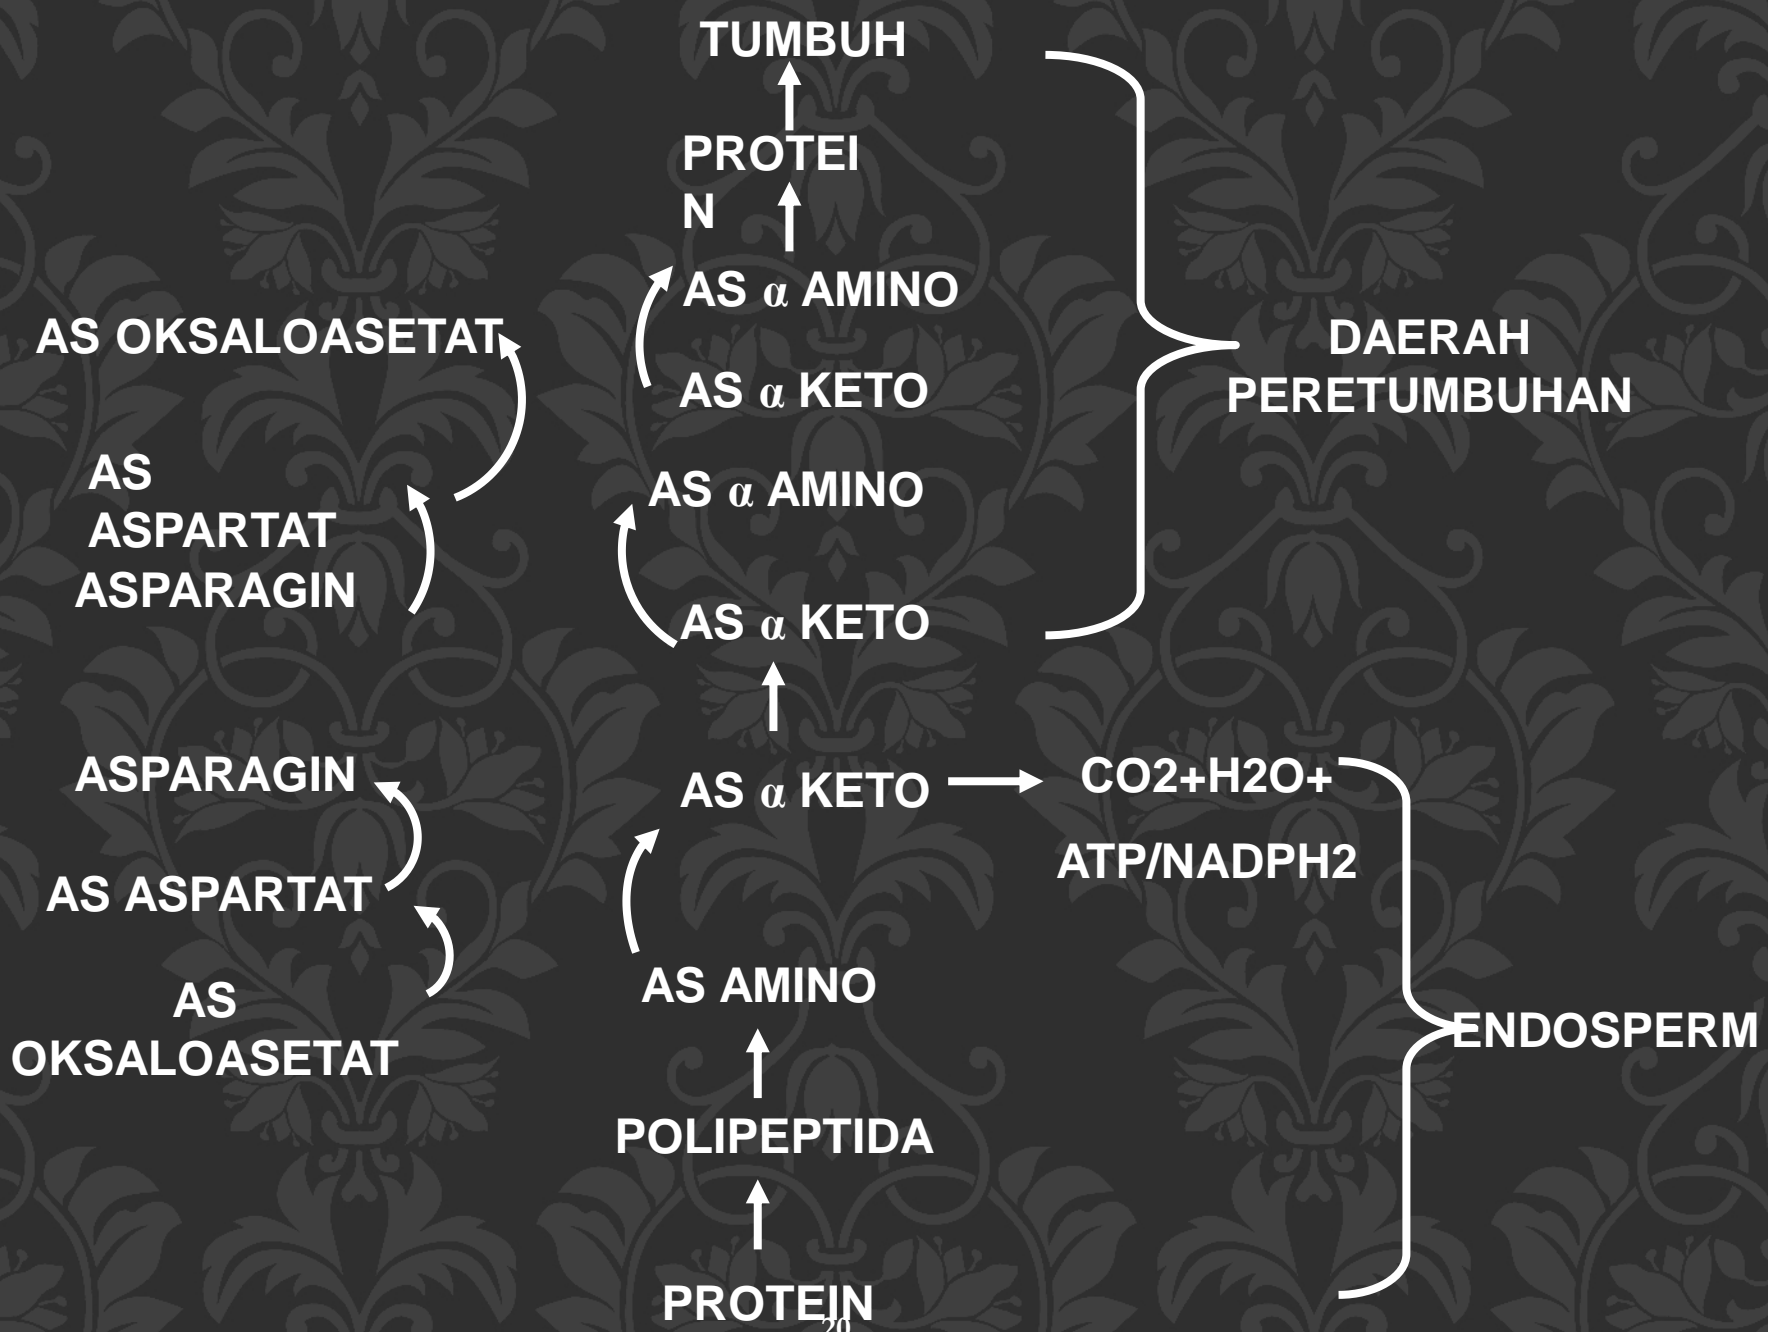 TUMBUH
PROTEI
N
AS α AMINO
AS OKSALOASETAT
DAERAH
PERETUMBUHAN
AS α KETO
AS
ASPARTAT
AS α AMINO
ASPARAGIN
AS α KETO
ASPARAGIN
AS α KETO
CO2+H2O+
ATP/NADPH2
AS ASPARTAT
AS AMINO
AS
OKSALOASETAT
ENDOSPERM
POLIPEPTIDA
PROTEIN
20